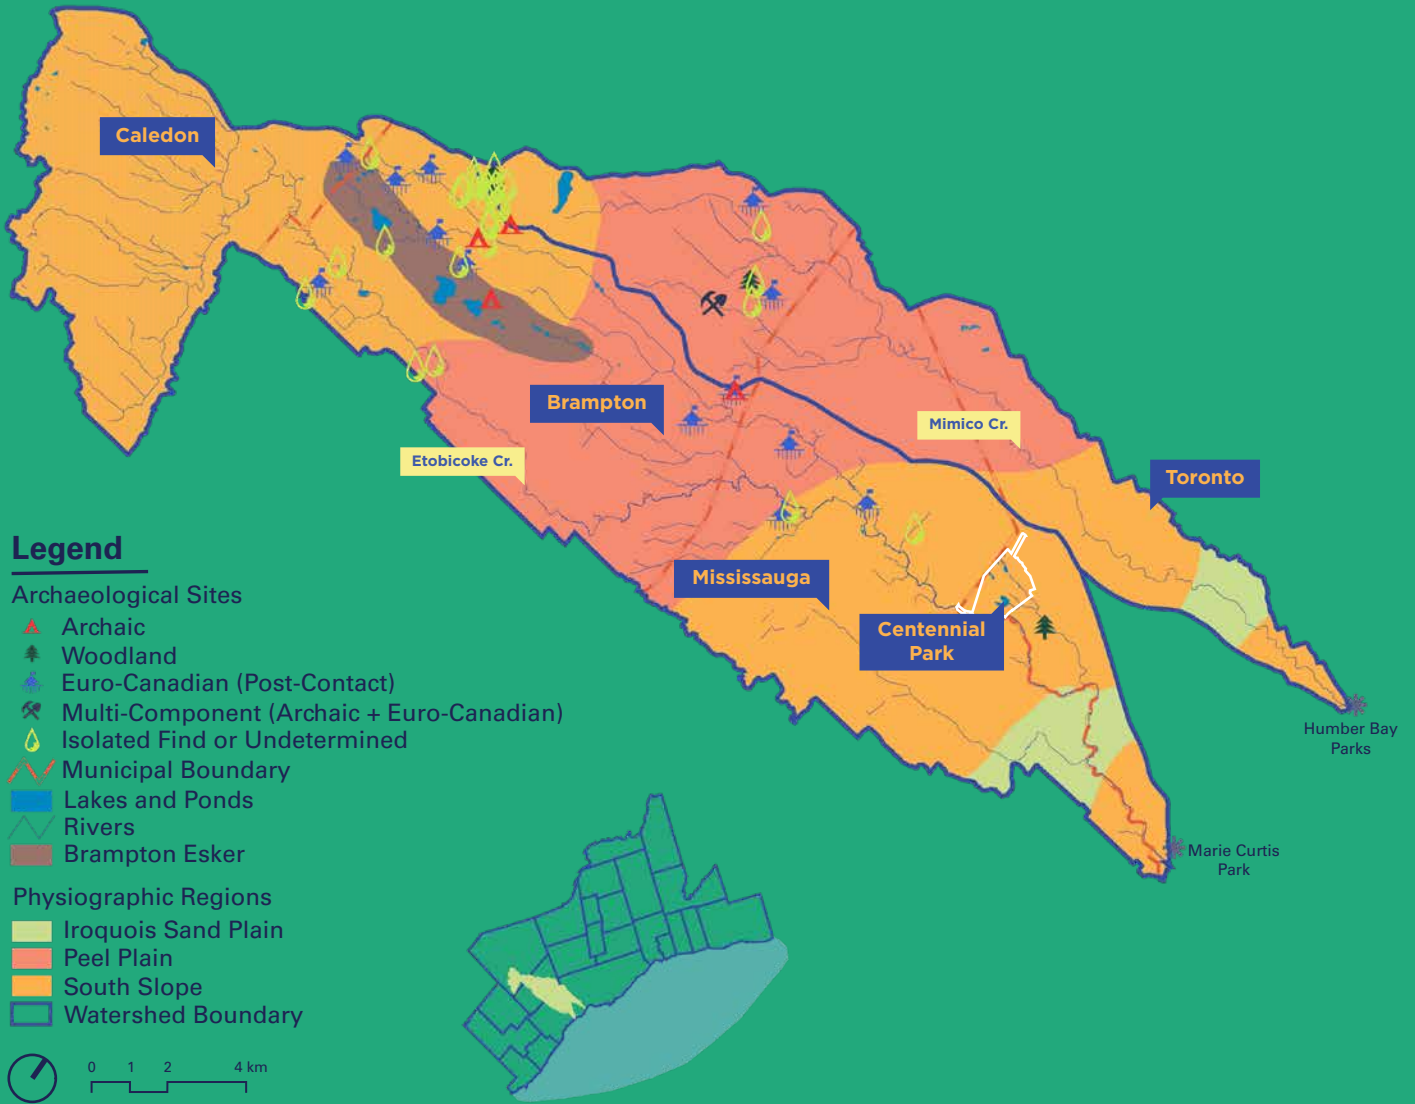 Caledon
Brampton
Mimico Cr.
Etobicoke Cr.
Toronto
Mississauga
Centennial
Park
Humber Bay
Parks
Marie Curtis
Park
Legend
Archaeological Sites
Archaic
Woodland
Euro-Canadian (Post-Contact)
Multi-Component (Archaic + Euro-Canadian)
Isolated Find or Undetermined
Municipal Boundary
Lakes and Ponds
Rivers
Brampton Esker
Physiographic Regions
Iroquois Sand Plain
Peel Plain
South Slope
Watershed Boundary
0 1 2 4 km